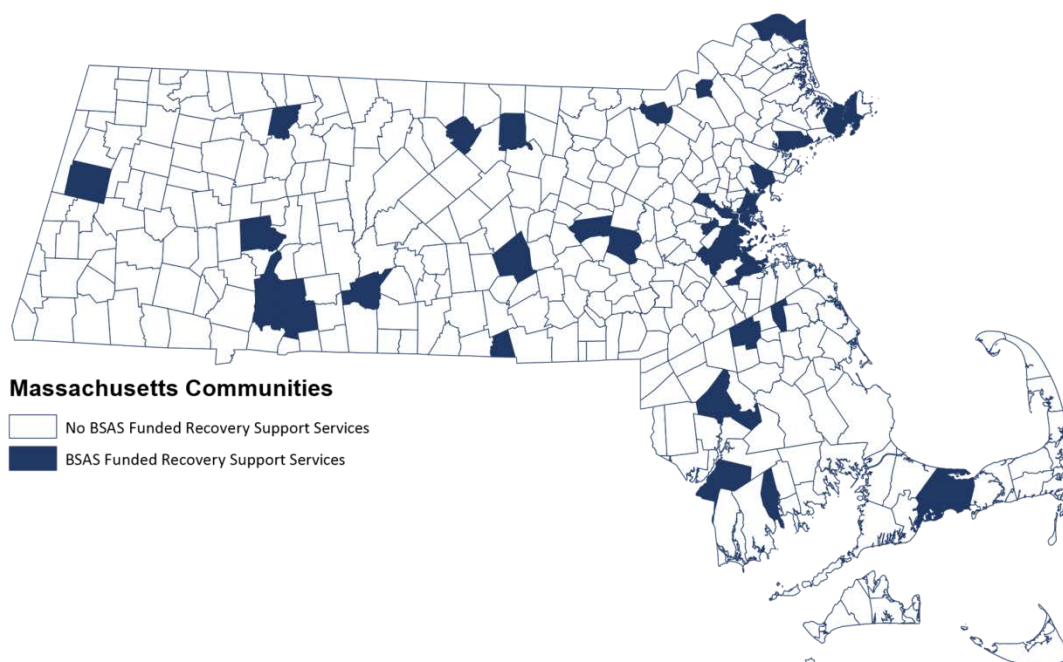 Massachusetts Communities
No BSAS Funded Recovery Support Services
BSAS Funded Recovery Support Services